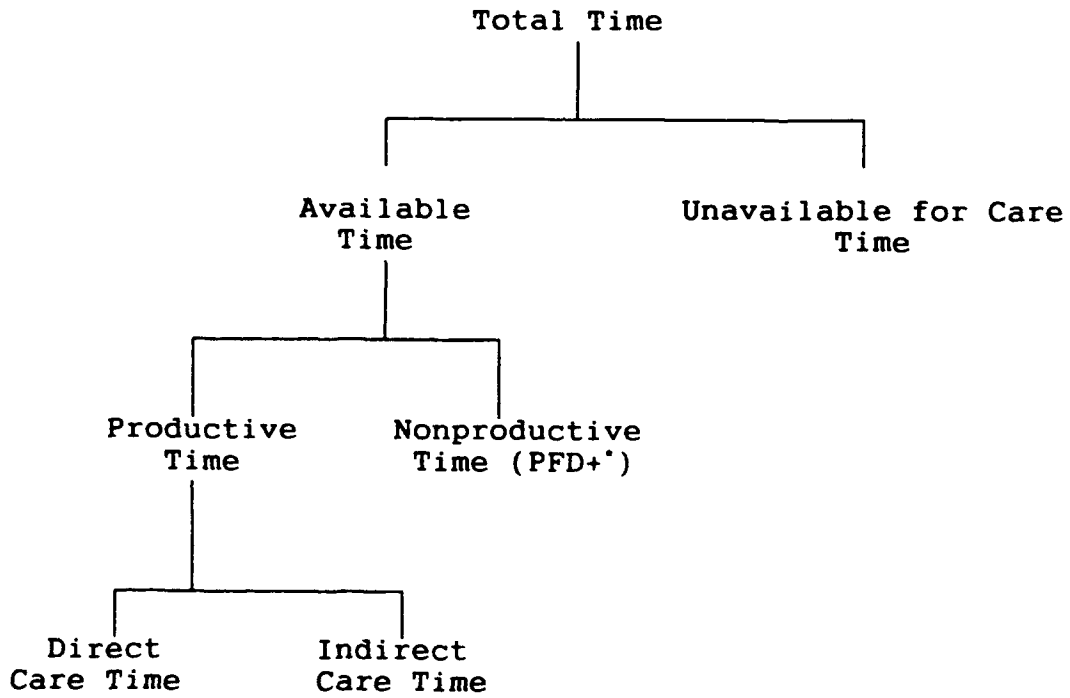 Total Time
Available
Time
Unavailable for Care
Time
Productive
Time
Nonproductive
Time (PFD+*)
Direct
Care Time
Indirect
Care Time